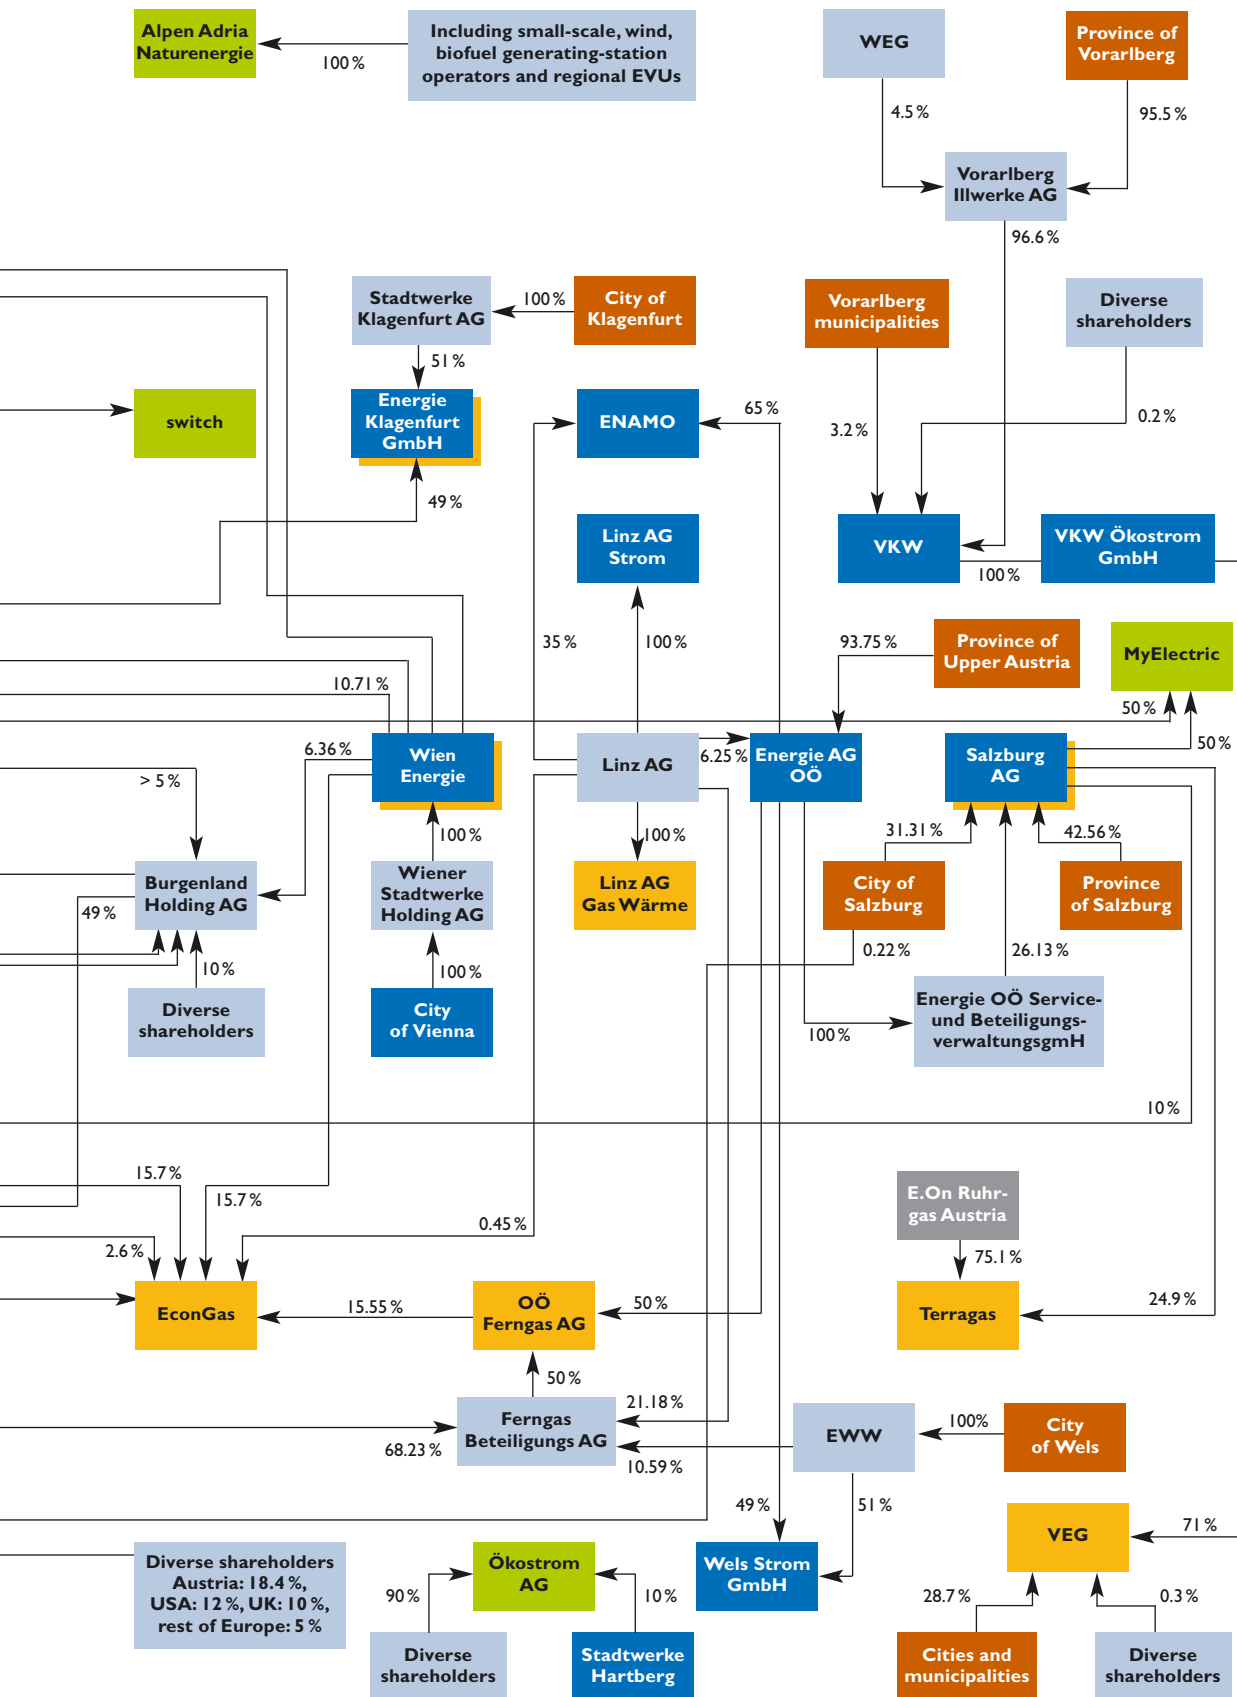 Alpen Adria
Naturenergie
100 %
Including small-scale, wind,
biofuel generating-station
operators and regional EVUs
WEG
Province of
Vorarlberg
4.5 %
95.5 %
Vorarlberg
Illwerke AG
96.6 %
Stadtwerke
Klagenfurt AG
100 %
City of
Klagenfurt
Vorarlberg
municipalities
Diverse
shareholders
51 %
switch
Energie
Klagenfurt
GmbH
ENAMO
65 %
3.2 %
0.2 %
49 %
Linz AG
Strom
VKW
100 %
VKW Ökostrom
GmbH
35 %
100 %
93.75 %
Province of
Upper Austria
MyElectric
10.71 %
50 %
50 %
6.36 %
Wien
Energie
Linz AG
6.25 %
Energie AG
OÖ
Salzburg
AG
> 5 %
100 %
100 %
31.31 %
42.56 %
Burgenland
Holding AG
49 %
Wiener
Stadtwerke
Holding AG
Linz AG
Gas Wärme
City of
Salzburg
Province
of Salzburg
0.22 %
26.13 %
10 %
100 %
Diverse
shareholders
City
of Vienna
100 %
Energie OÖ Service-
und Beteiligungs-
verwaltungsgmH
10 %
15.7 %
15.7 %
0.45 %
2.6 %
E.On Ruhr-
gas Austria
75.1 %
EconGas
15.55 %
OÖ
Ferngas AG
50 %
Terragas
24.9 %
50 %
21.18 %
68.23 %
Ferngas
Beteiligungs AG
10.59 %
EWW
100%
City
of Wels
49 %
51 %
VEG
71 %
Diverse shareholders
Austria: 18.4 %,
USA: 12 %, UK: 10 %,
rest of Europe: 5 %
90 %
Ökostrom
AG
10 %
Wels Strom
GmbH
28.7 %
0.3 %
Diverse
shareholders
Stadtwerke
Hartberg
Cities and
municipalities
Diverse
shareholders